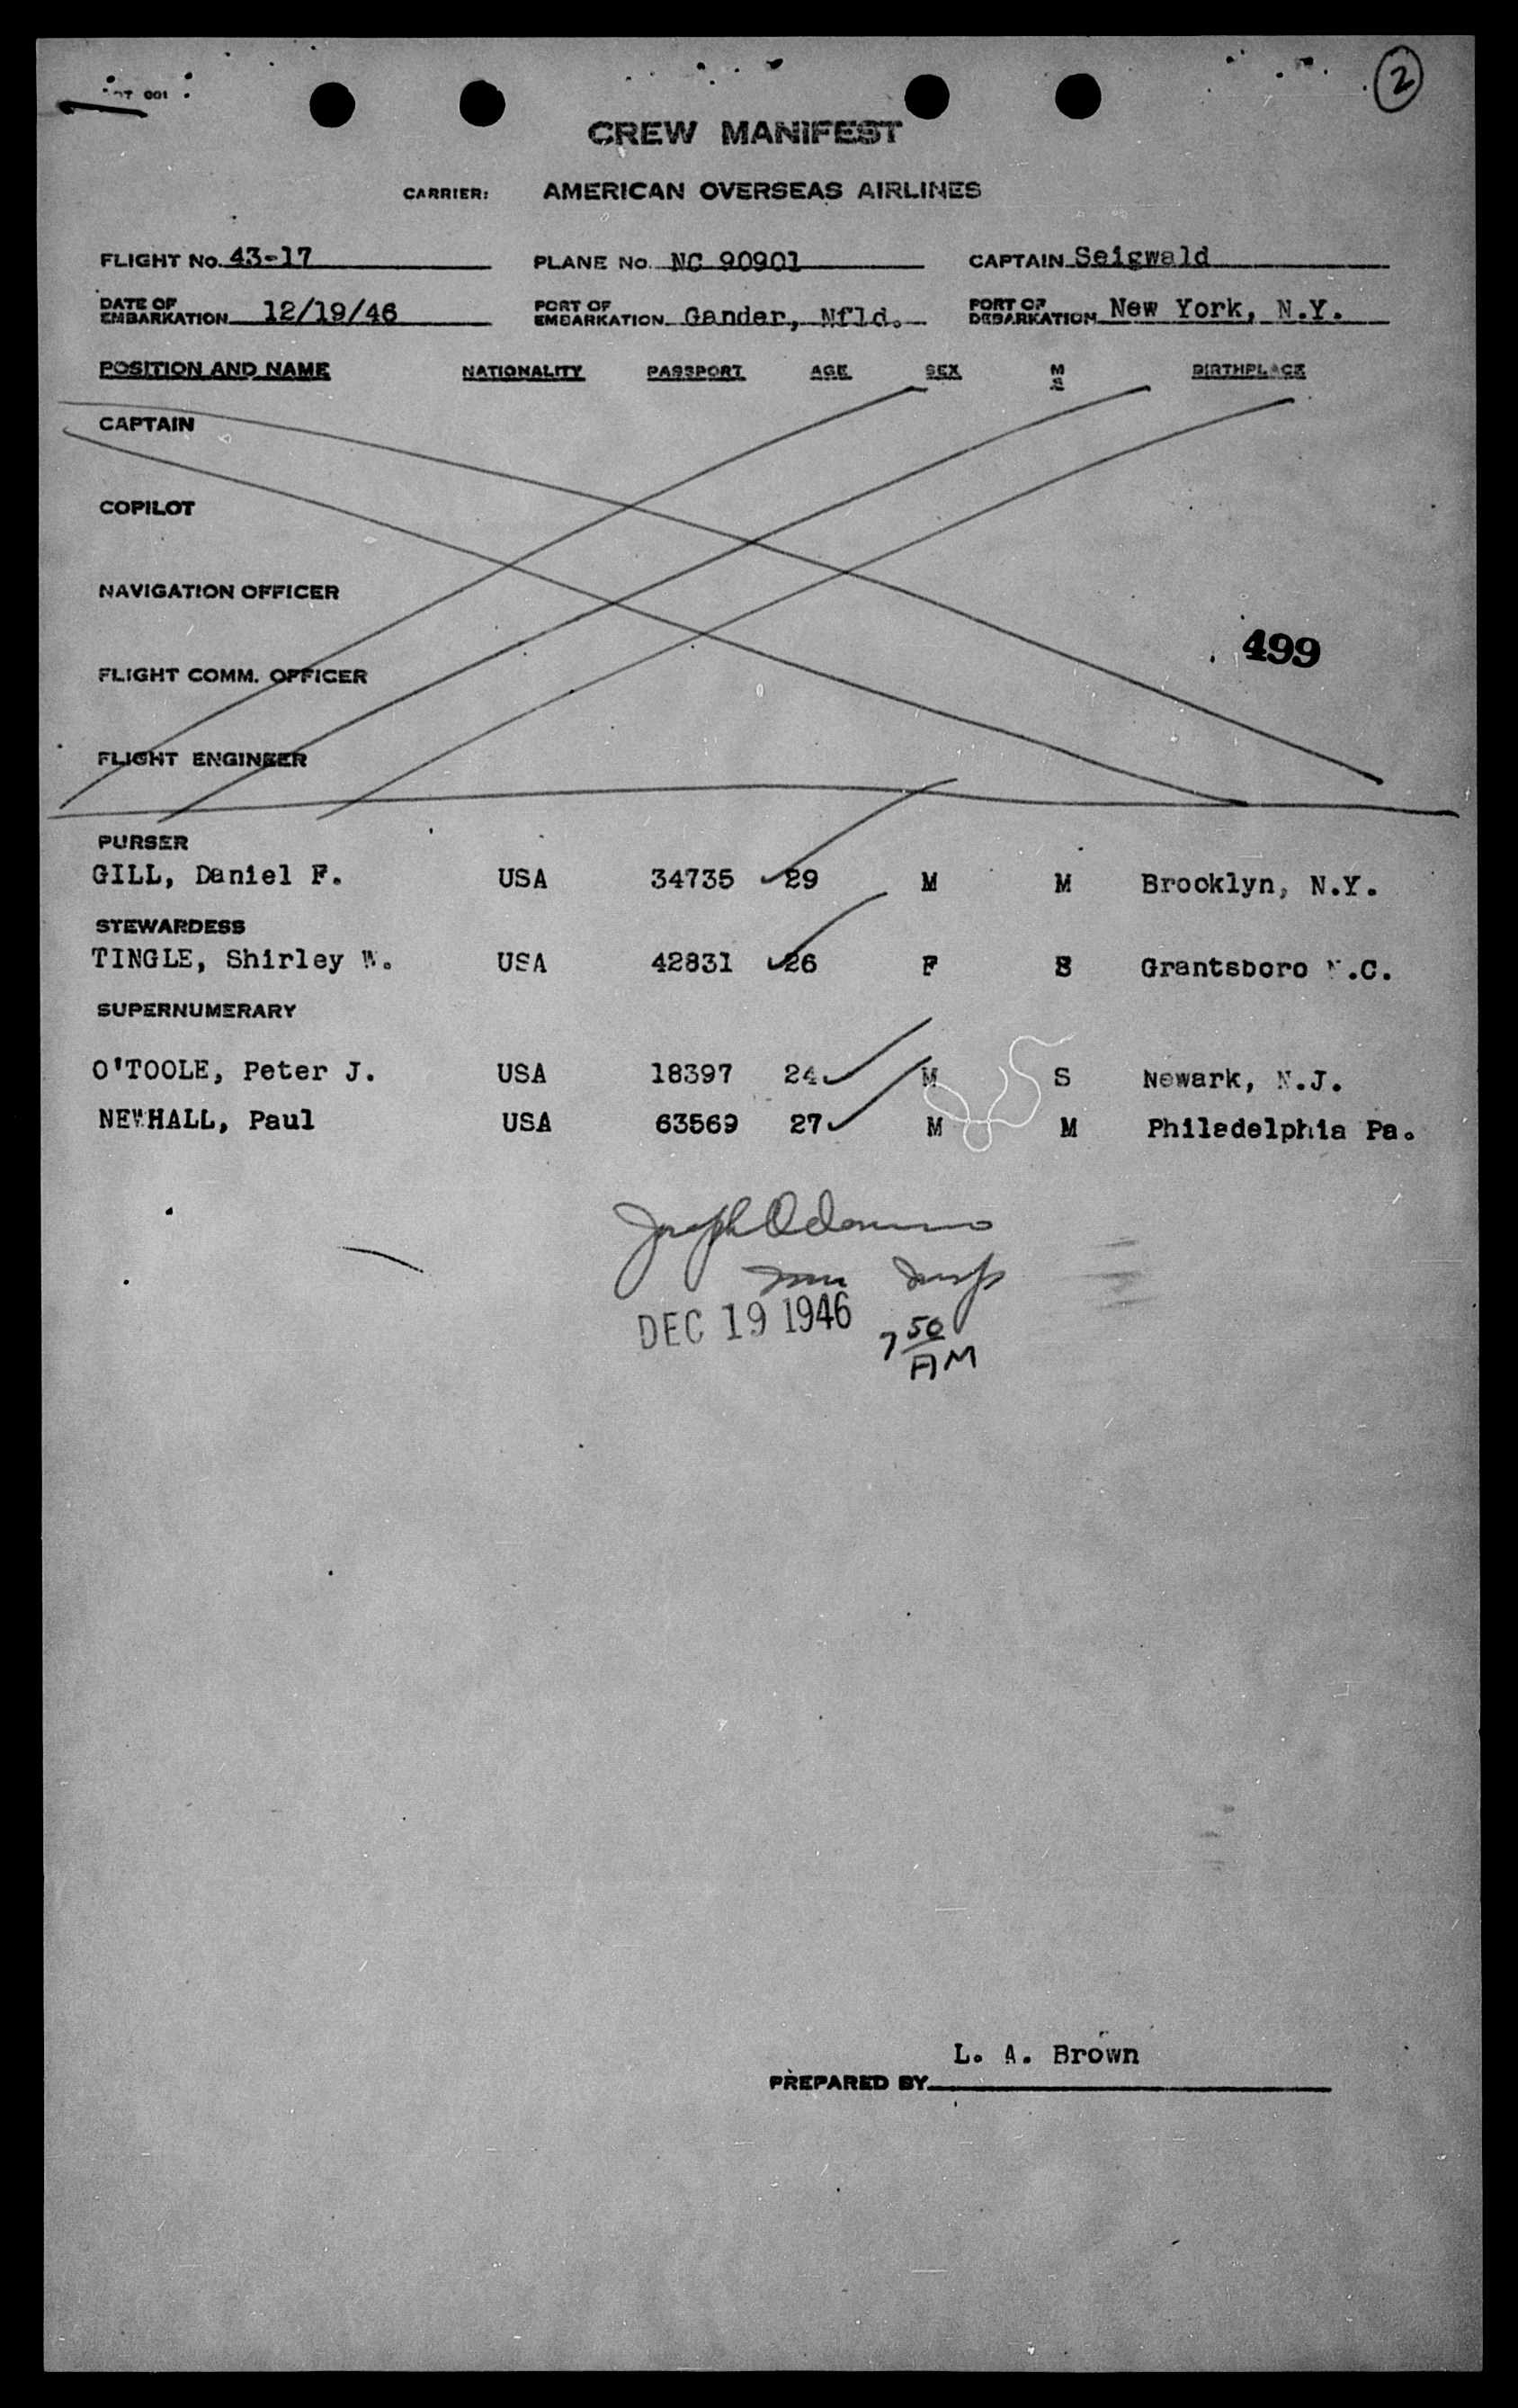 2
CREW MANIFEST
CARRIER: AMERICAN OVERSEAS AIRLINES
FLIGHT No. 43-17 PLANE No. NC 90901 CAPTAIN Seigwald
DATE OF EMBARKATION 12/19/46 PORT OF EMBARKATION Gander, Nfld. PORT OF DEBARKATION New York, N.Y.
POSITION AND NAME NATIONALITY PASSPORT AGE SEX M S BIRTHPLACE
CAPTAIN
COPILOT
NAVIGATION OFFICER
499
FLIGHT COMM. OFFICER
FLIGHT ENGINEER
PURSER
GILL, Daniel F. USA 34735 29 M M Brooklyn, N.Y.
STEWARDESS
TINGLE, Shirley W. USA 42831 26 F S Grantsboro N.C.
SUPERNUMERARY
O'TOOLE, Peter J. USA 18397 24 M S Newark, N.J.
NEWHALL, Paul USA 63569 27 M M Philadelphia Pa.
Joseph
DEC 19 1946 7 50 AM
L. A. Brown
PREPARED BY